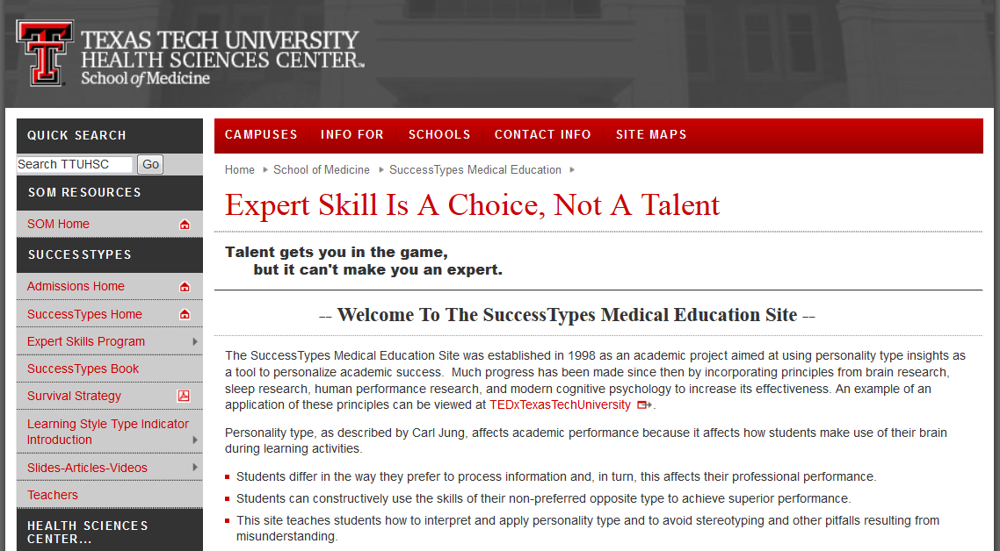 TEXAS TECH UNIVERSITY
HEALTH SCIENCES CENTER™
School of Medicine
QUICK SEARCH
Search TTUHSC Go
SOM RESOURCES
SOM Home
SUCCESSTYPES
Admissions Home
SuccessTypes Home
Expert Skills Program
SuccessTypes Book
Survival Strategy
Learning Style Type Indicator
Introduction
Slides-Articles-Videos
Teachers
HEALTH SCIENCES
CENTER...
CAMPUSES INFO FOR SCHOOLS CONTACT INFO SITE MAPS
Home School of Medicine SuccessTypes Medical Education
Expert Skill Is A Choice, Not A Talent
Talent gets you in the game,
but it can't make you an expert.
-- Welcome To The SuccessTypes Medical Education Site --
The SuccessTypes Medical Education Site was established in 1998 as an academic project aimed at using personality type insights as
a tool to personalize academic success.  Much progress has been made since then by incorporating principles from brain research,
sleep research, human performance research, and modern cognitive psychology to increase its effectiveness. An example of an
application of these principles can be viewed at TEDxTexasTechUniversity .
Personality type, as described by Carl Jung, affects academic performance because it affects how students make use of their brain
during learning activities.
Students differ in the way they prefer to process information and, in turn, this affects their professional performance.
Students can constructively use the skills of their non-preferred opposite type to achieve superior performance.
This site teaches students how to interpret and apply personality type and to avoid stereotyping and other pitfalls resulting from
misunderstanding.